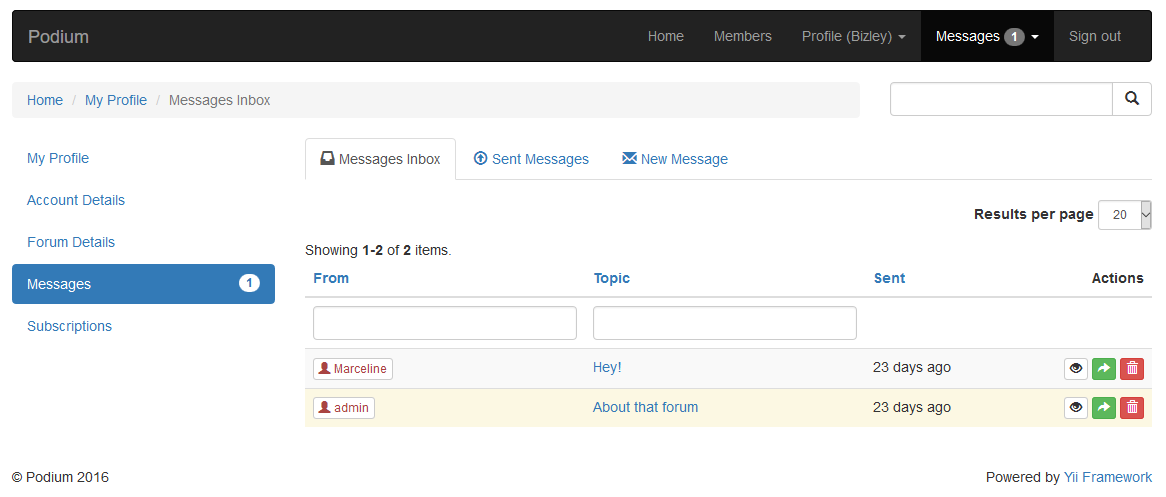 Podium Home Members Profile (Bizley) Messages 1 Sign out
Home / My Profile / Messages Inbox
My Profile
Account Details
Forum Details
Messages 1
Subscriptions
Messages Inbox Sent Messages New Message
Results per page 20
Showing 1-2 of 2 items.
From Topic Sent Actions
Marceline Hey! 23 days ago
admin About that forum 23 days ago
© Podium 2016 Powered by Yii Framework